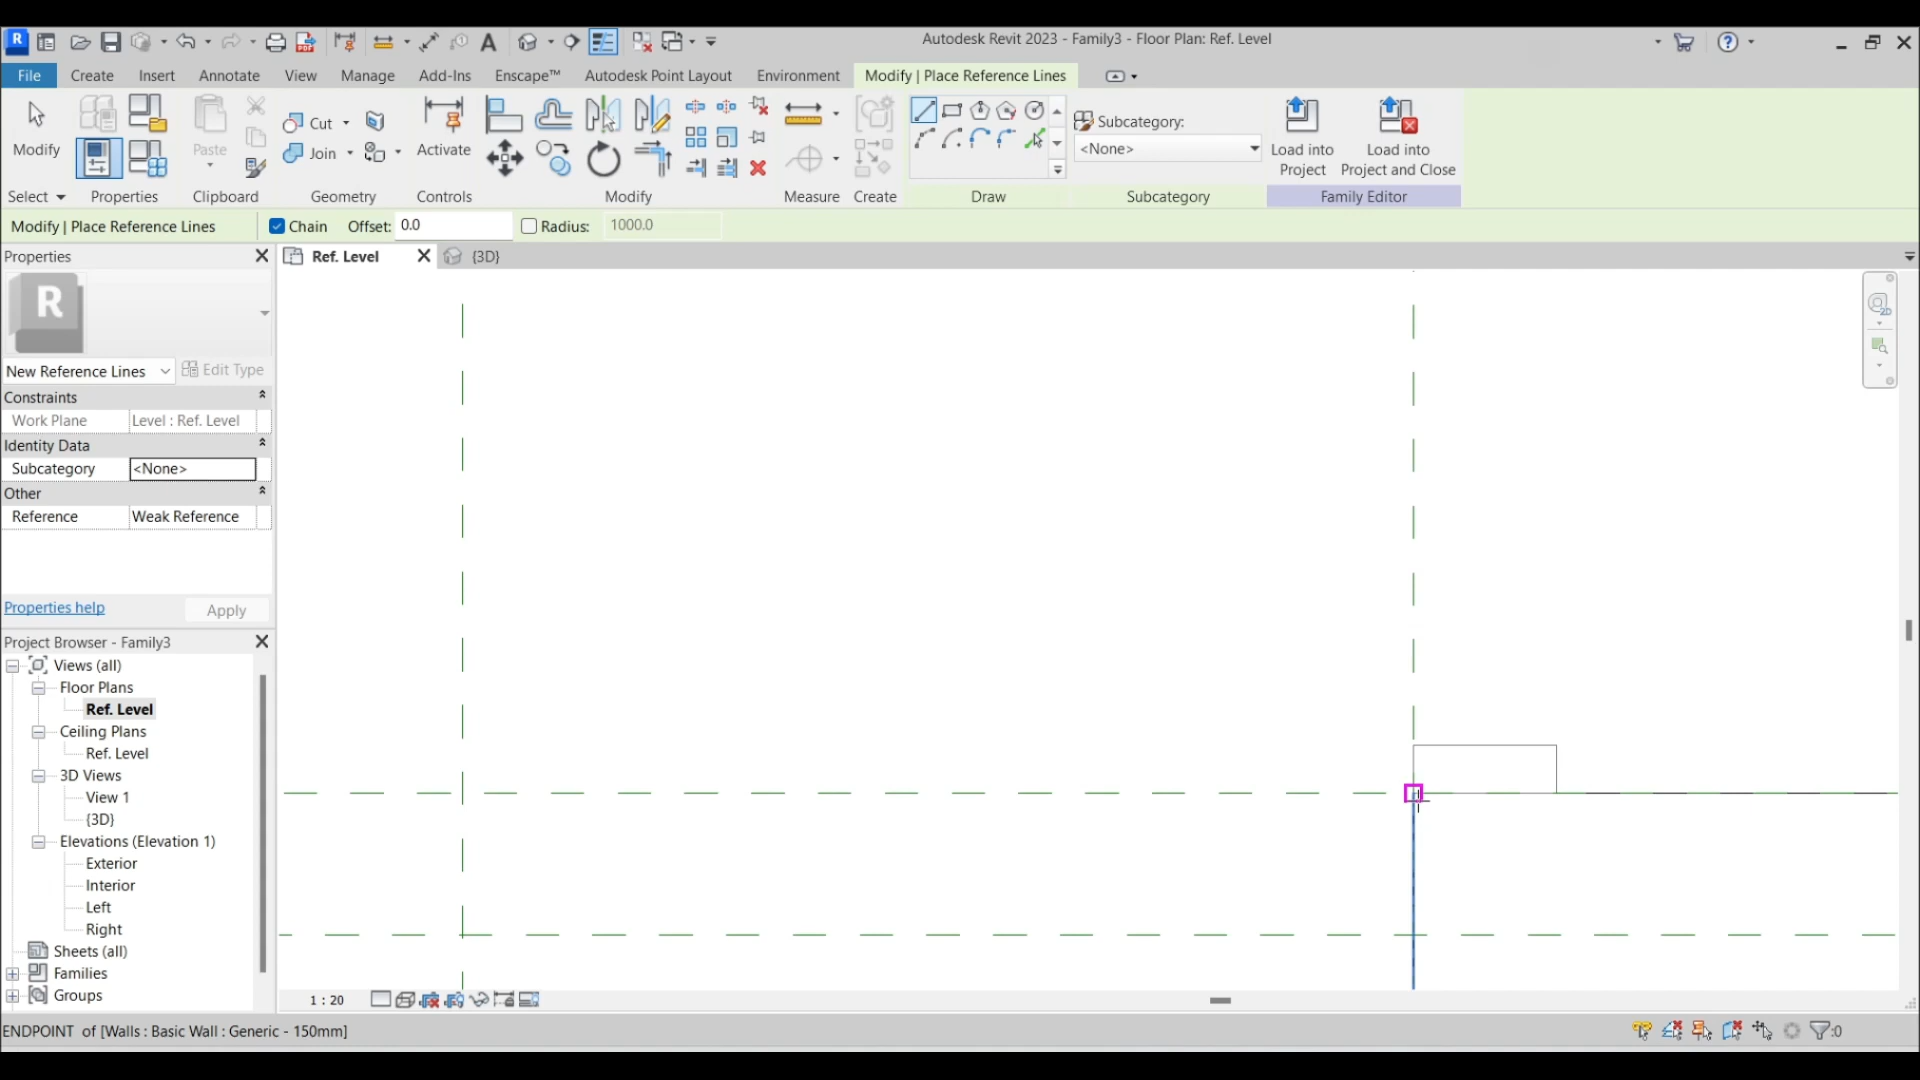 R
Autodesk Revit 2023 - Family3 - Floor Plan: Ref. Level
File Create Insert Annotate View Manage Add-Ins Enscape™ Autodesk Point Layout Environment Modify | Place Reference Lines
Modify
Paste
Cut
Join
Activate
Subcategory:
<None>
Load into
Project
Load into
Project and Close
Select Properties Clipboard Geometry Controls Modify Measure Create Draw Subcategory Family Editor
Modify | Place Reference Lines Chain Offset: 0.0 Radius: 1000.0
Properties
Ref. Level {3D}
R
New Reference Lines Edit Type
Constraints
Work Plane Level : Ref. Level
Identity Data
Subcategory <None>
Other
Reference Weak Reference
Properties help Apply
Project Browser - Family3
Views (all)
Floor Plans
Ref. Level
Ceiling Plans
Ref. Level
3D Views
View 1
{3D}
Elevations (Elevation 1)
Exterior
Interior
Left
Right
Sheets (all)
Families
Groups
1 : 20
2D
ENDPOINT of [Walls : Basic Wall : Generic - 150mm]
:0